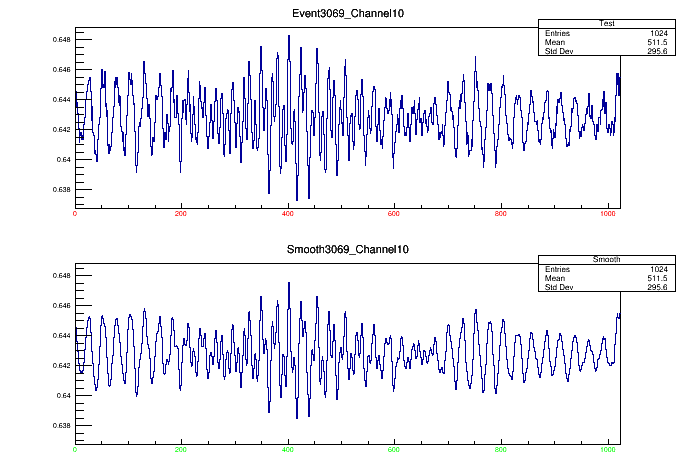 Event3069_Channel10
Test
Entries 1024
Mean 511.5
Std Dev 295.6
0.648
0.646
0.644
0.642
0.64
0.638
0 200 400 600 800 1000
Smooth3069_Channel10
Smooth
Entries 1024
Mean 511.5
Std Dev 295.6
0.648
0.646
0.644
0.642
0.64
0.638
0 200 400 600 800 1000